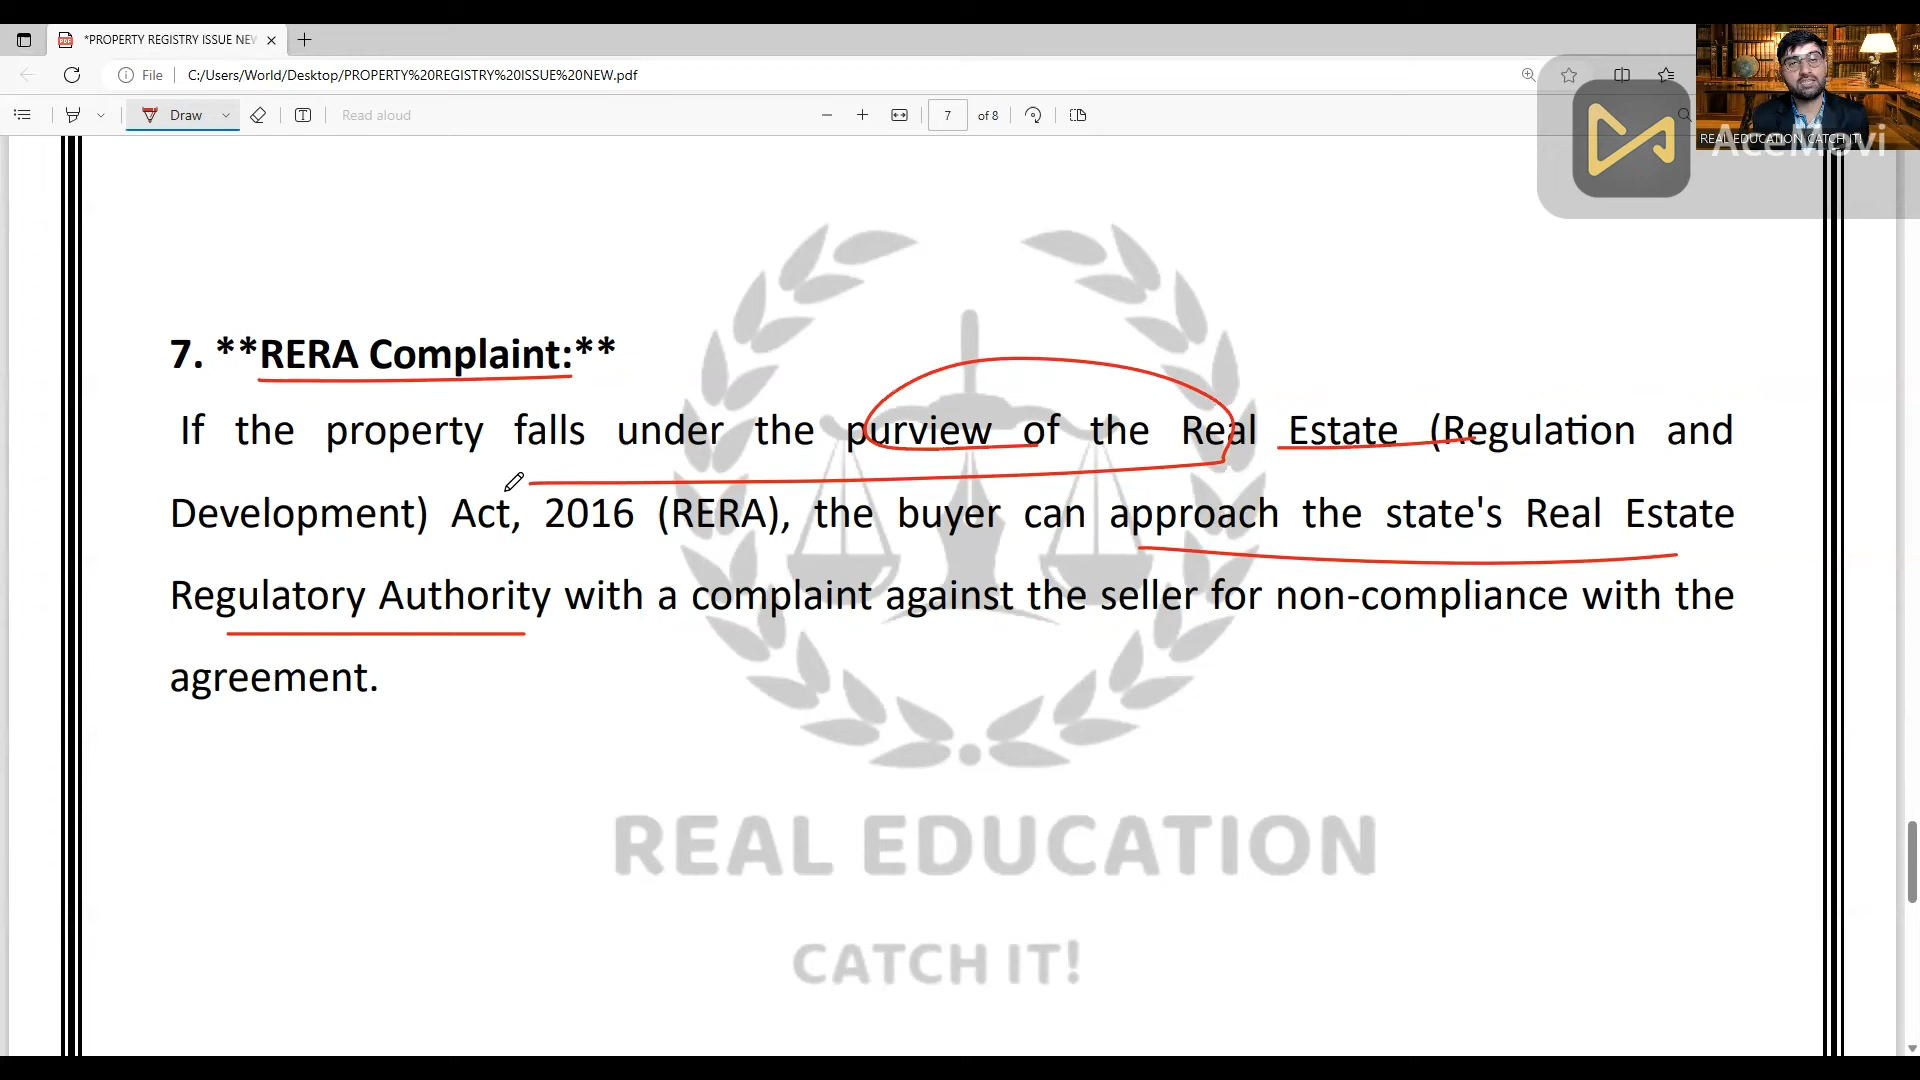 *PROPERTY REGISTRY ISSUE NEW
File C:/Users/World/Desktop/PROPERTY%20REGISTRY%20ISSUE%20NEW.pdf
Draw Read aloud 7 of 8
REAL EDUCATION CATCH IT!
AceMovi
7. **RERA Complaint:**
If the property falls under the purview of the Real Estate (Regulation and
Development) Act, 2016 (RERA), the buyer can approach the state's Real Estate
Regulatory Authority with a complaint against the seller for non-compliance with the
agreement.
REAL EDUCATION
CATCH IT!